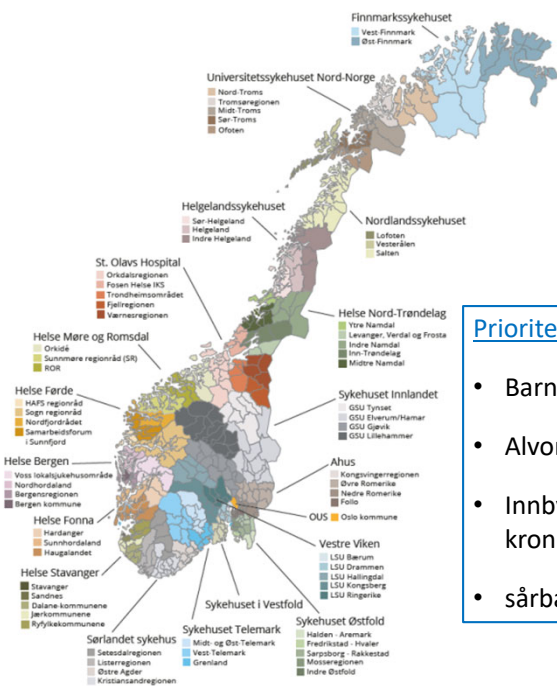 Finnmarkssykehuset
Vest-Finnmark
Øst-Finnmark
Universitetssykehuset Nord-Norge
Nord-Troms
Tromsøregionen
Midt-Troms
Sør-Troms
Ofoten
Helgelandssykehuset
Sør-Helgeland
Helgeland
Indre Helgeland
Nordlandssykehuset
Lofoten
Vesterålen
Salten
St. Olavs Hospital
Orkdalsregionen
Fosen Helse IKS
Trondheimsområdet
Fjellregionen
Værnesregionen
Helse Nord-Trøndelag
Ytre Namdal
Levanger, Verdal og Frosta
Indre Namdal
Inn-Trøndelag
Midtre Namdal
Helse Møre og Romsdal
Orkidé
Sunnmøre regionråd (SR)
ROR
Helse Førde
HAFS regionråd
Sogn regionråd
Nordfjordrådet
Samarbeidsforum
i Sunnfjord
Sykehuset Innlandet
GSU Tynset
GSU Elverum/Hamar
GSU Gjøvik
GSU Lillehammer
Helse Bergen
Voss lokalsjukehusområde
Nordhordaland
Bergensregionen
Bergen kommune
Ahus
Kongsvingerregionen
Øvre Romerike
Nedre Romerike
Follo
OUS
Oslo kommune
Helse Fonna
Hardanger
Sunnhordaland
Haugalandet
Vestre Viken
LSU Bærum
LSU Drammen
LSU Hallingdal
LSU Kongsberg
LSU Ringerike
Helse Stavanger
Stavanger
Sandnes
Dalane-kommunene
Jærkommunene
Ryfylkekommunene
Sykehuset i Vestfold
Sørlandet sykehus
Setesdalregionen
Listerregionen
Østre Agder
Kristiansandregionen
Sykehuset Telemark
Midt- og Øst-Telemark
Vest-Telemark
Grenland
Sykehuset Østfold
Halden - Aremark
Fredrikstad - Hvaler
Sarpsborg - Rakkestad
Mosseregionen
Indre Østfold
Priorite
• Barn
• Alvor
• Innby
kron
• sårba